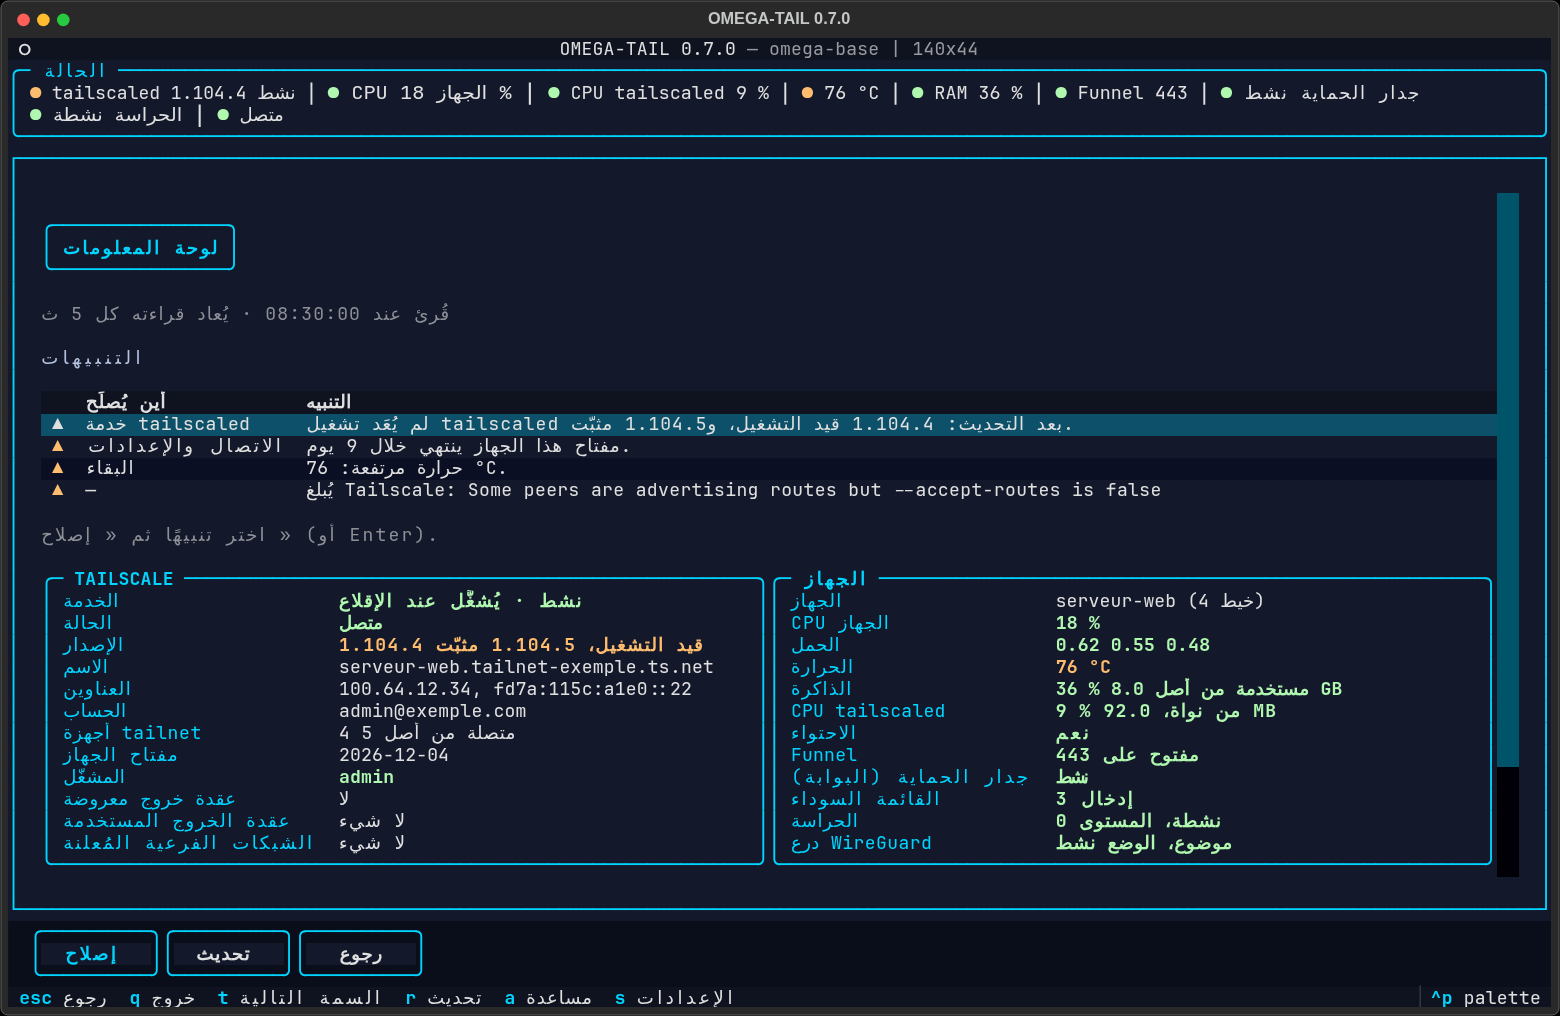 OMEGA-TAIL 0.7.0
OMEGA-TAIL 0.7.0 — omega-base | 140x44
الحالة
● tailscaled 1.104.4 نشط | ● CPU الجهاز 18 % | ● CPU tailscaled 9 % | ● 76 °C | ● RAM 36 % | ● Funnel 443 | ● جدار الحماية نشط
● الحراسة نشطة | ● متصل
لوحة المعلومات
قُرئ عند 08:30:00 · يُعاد قراءته كل 5 ث
التنبيهات
أين يُصلَح التنبيه
▲ خدمة tailscaled بعد التحديث: 1.104.4 قيد التشغيل، و1.104.5 مثبّت tailscaled لم يُعَد تشغيل.
▲ الاتصال والإعدادات مفتاح هذا الجهاز ينتهي خلال 9 يوم.
▲ البقاء حرارة مرتفعة: 76 °C.
▲ — يُبلغ Tailscale: Some peers are advertising routes but --accept-routes is false
اختر تنبيهًا ثم « إصلاح » (أو Enter).
TAILSCALE
الخدمة نشط · يُشغَّل عند الإقلاع
الحالة متصل
الإصدار 1.104.4 قيد التشغيل، 1.104.5 مثبّت
الاسم serveur-web.tailnet-exemple.ts.net
العناوين 100.64.12.34, fd7a:115c:a1e0::22
الحساب admin@exemple.com
أجهزة tailnet 4 متصلة من أصل 5
مفتاح الجهاز 2026-12-04
المشغّل admin
عقدة خروج معروضة لا
عقدة الخروج المستخدمة لا شيء
الشبكات الفرعية المُعلنة لا شيء
الجهاز
الجهاز serveur-web (4 خيط)
CPU الجهاز 18 %
الحمل 0.62 0.55 0.48
الحرارة 76 °C
الذاكرة 36 % مستخدمة من أصل 8.0 GB
CPU tailscaled 9 % من نواة، 92.0 MB
الاحتواء نعم
Funnel مفتوح على 443
جدار الحماية (البوابة) نشط
القائمة السوداء 3 إدخال
الحراسة نشطة، المستوى 0
درع WireGuard موضوع، الوضع نشط
إصلاح تحديث رجوع
esc رجوع q خروج t السمة التالية r تحديث a مساعدة s الإعدادات ^p palette